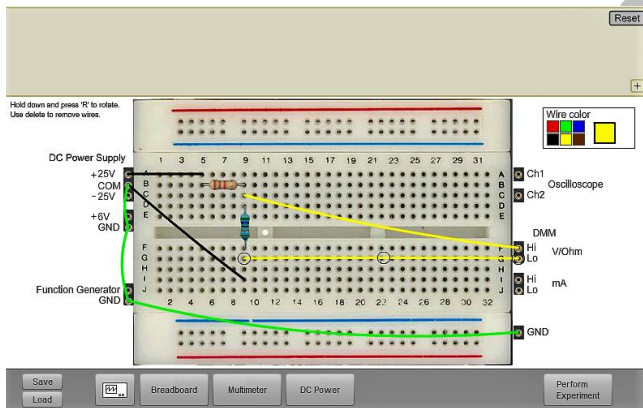 Reset
+
Hold down and press 'R' to rotate.
Use delete to remove wires.
Wire color
DC Power Supply
+25V
COM
-25V
+6V
GND
Function Generator
GND
1 3 5 7 9 11 13 15 17 19 21 23 25 27 29 31
A
B
C
D
E
F
G
H
I
J
A
B
C
D
E
F
G
H
I
J
2 4 6 8 10 12 14 16 18 20 22 24 26 28 30 32
Ch1
Ch2
Oscilloscope
DMM
Hi
Lo
V/Ohm
Hi
Lo
mA
GND
Save
Load
Breadboard
Multimeter
DC Power
Perform
Experiment